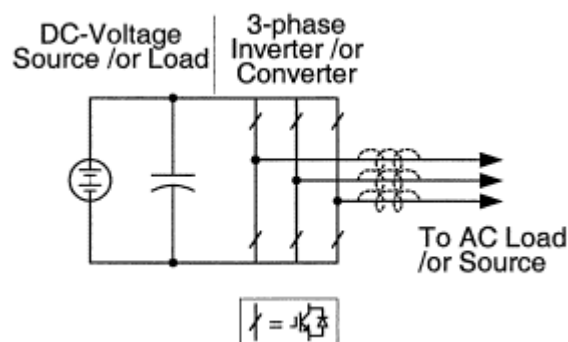 DC-Voltage
Source /or Load
3-phase
Inverter /or
Converter
To AC Load
/or Source
=